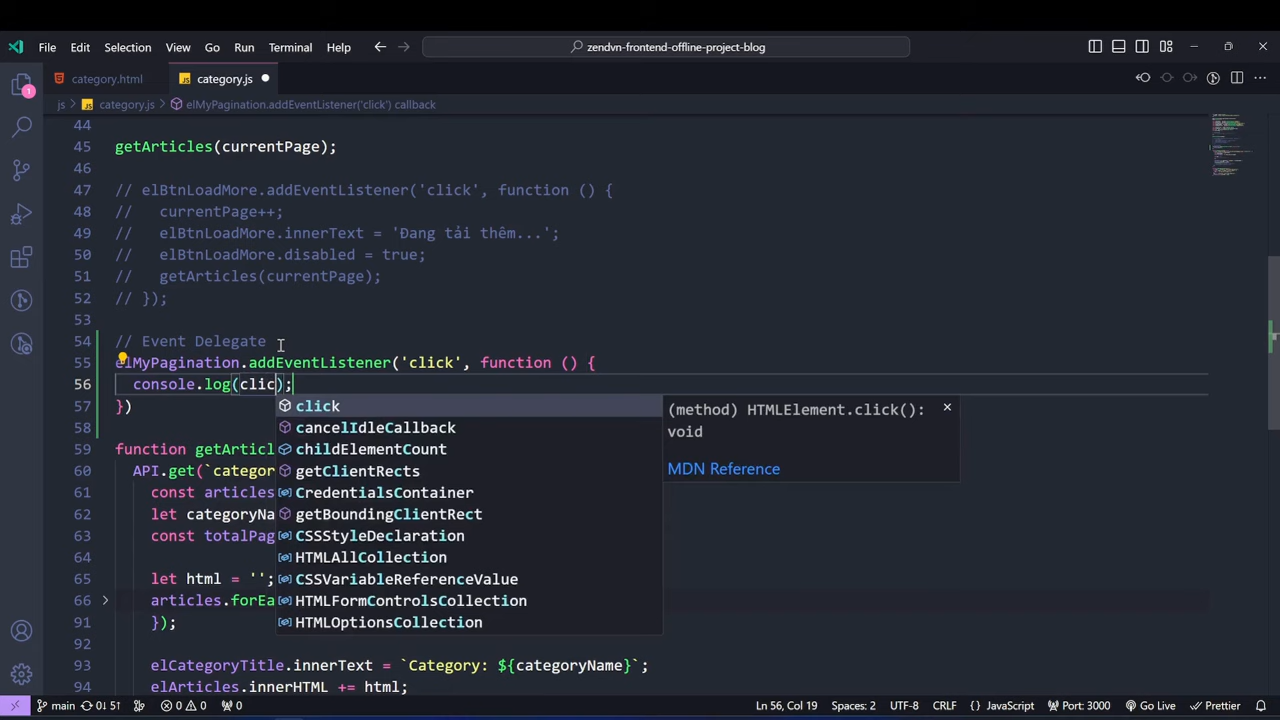 File Edit Selection View Go Run Terminal Help zendvn-frontend-offline-project-blog
1
category.html JS category.js
js > JS category.js > elMyPagination.addEventListener('click') callback
44
45 getArticles(currentPage);
46
47 // elBtnLoadMore.addEventListener('click', function () {
48 //   currentPage++;
49 //   elBtnLoadMore.innerText = 'Đang tải thêm...';
50 //   elBtnLoadMore.disabled = true;
51 //   getArticles(currentPage);
52 // });
53
54 // Event Delegate
55 elMyPagination.addEventListener('click', function () {
56 console.log(clic);
57 })
58
59 function getArticl
60 API.get(`categor
61 const articles
62 let categoryNa
63 const totalPag
64
65 let html = '';
66 articles.forEa
91 });
92
93 elCategoryTitle.innerText = `Category: ${categoryName}`;
94 elArticles.innerHTML += html;
click
cancelIdleCallback
childElementCount
getClientRects
CredentialsContainer
getBoundingClientRect
CSSStyleDeclaration
HTMLAllCollection
CSSVariableReferenceValue
HTMLFormControlsCollection
HTMLOptionsCollection
(method) HTMLElement.click():
void
MDN Reference
main 0↓ 5↑ 0 0 0 Ln 56, Col 19 Spaces: 2 UTF-8 CRLF JavaScript Port: 3000 Go Live Prettier